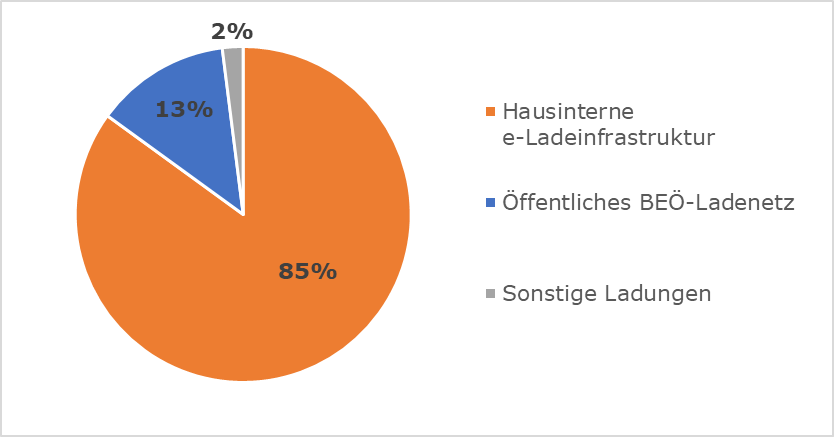 2%
13%
85%
Hausinterne
e-Ladeinfrastruktur
Öffentliches BEÖ-Ladenetz
Sonstige Ladungen